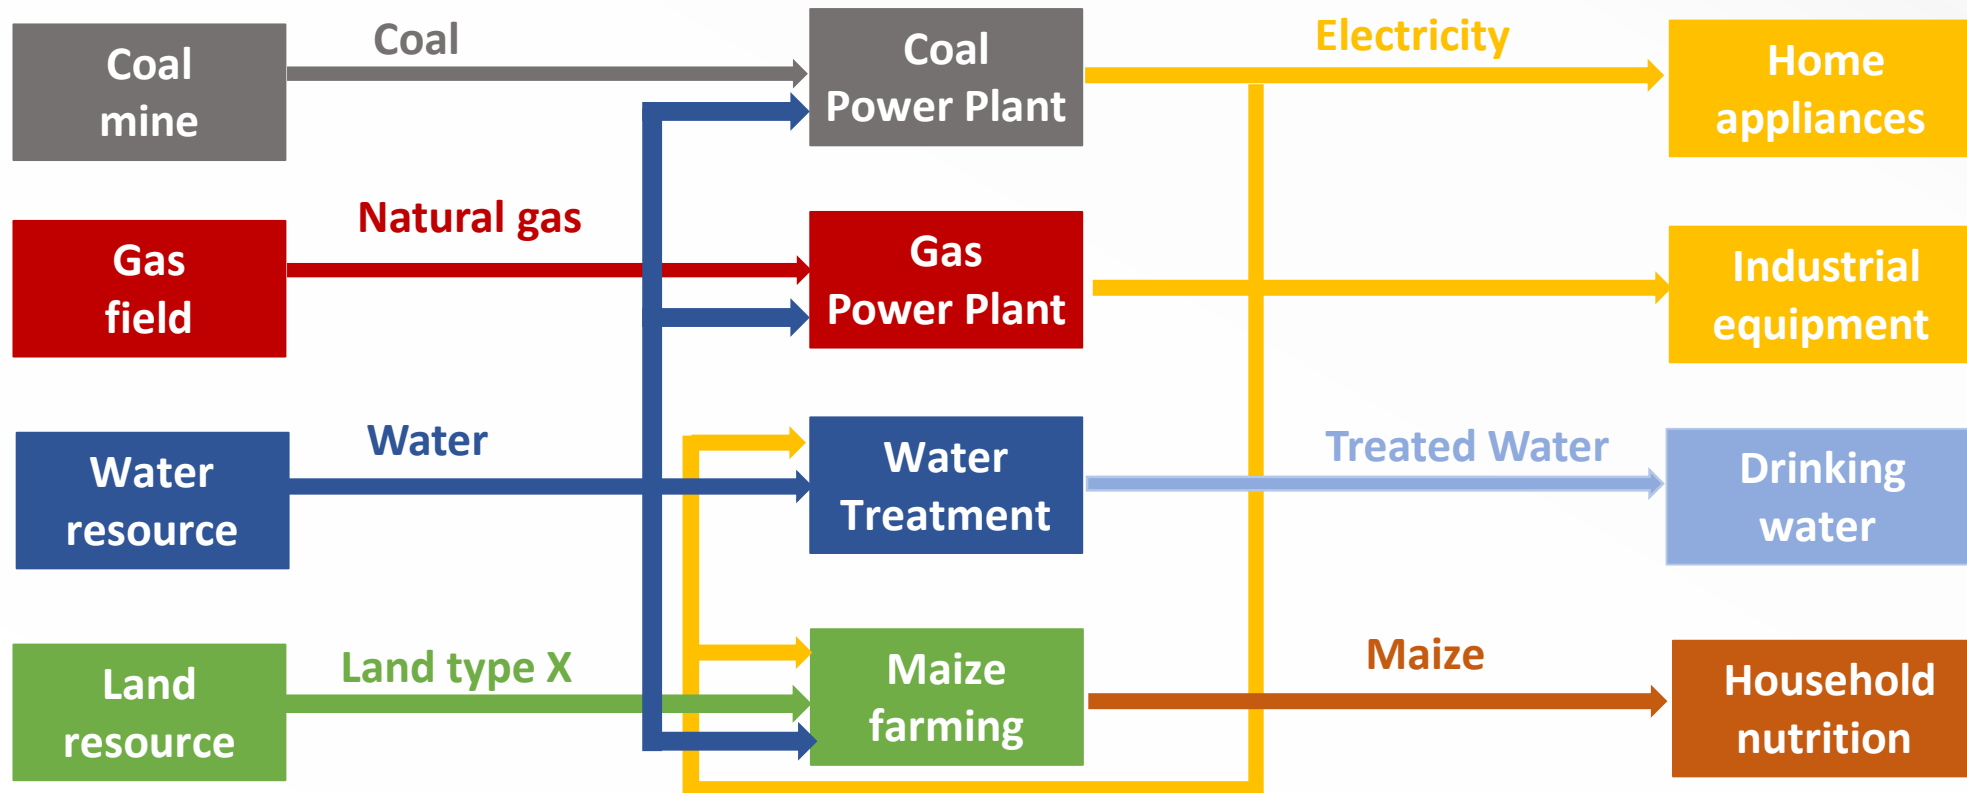 Coal
mine
Coal
Coal
Power Plant
Electricity
Home
appliances
Gas
field
Natural gas
Gas
Power Plant
Industrial
equipment
Water
resource
Water
Water
Treatment
Treated Water
Drinking
water
Land
resource
Land type X
Maize
farming
Maize
Household
nutrition